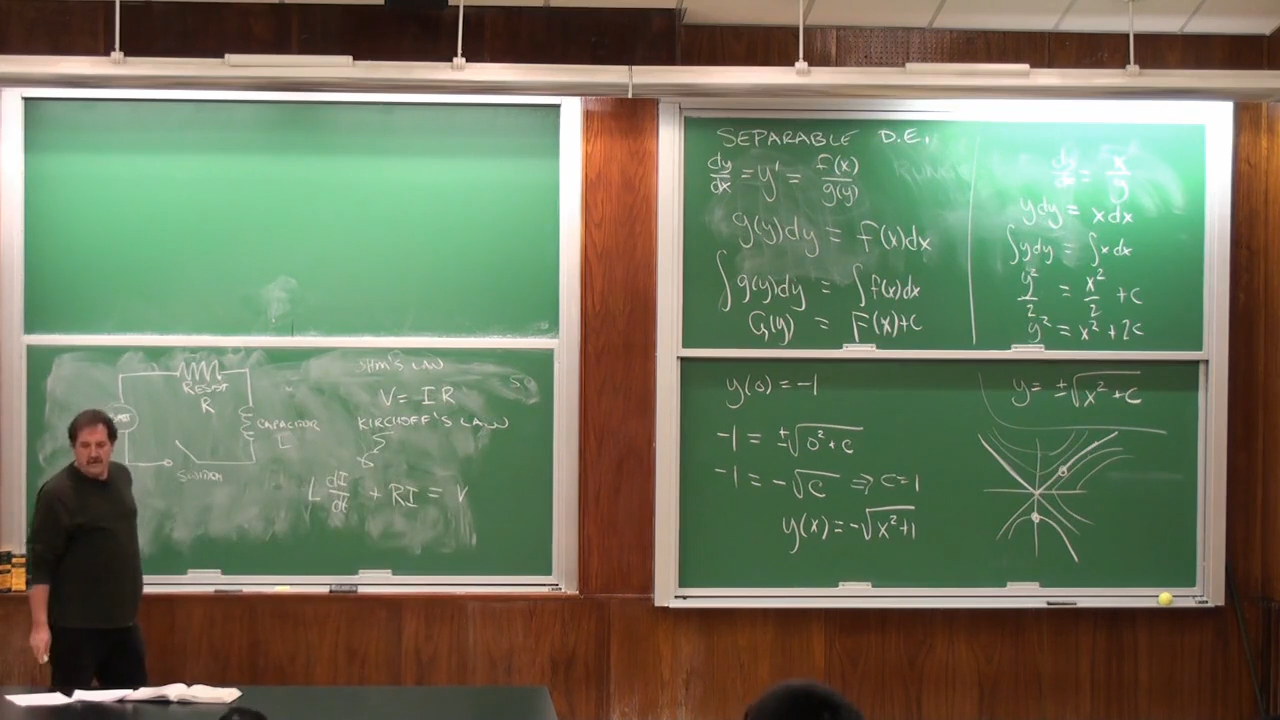 RESIST
R
CAPACITOR
L
SWITCH
OHM'S LAW
V = IR
KIRCHOFF'S LAW
L dI/dt + RI = V
SEPARABLE D.E.
dy/dx = y' = f(x)/g(y)
g(y)dy = f(x)dx
∫g(y)dy = ∫f(x)dx
G(y) = F(x)+c
dy/dx = x/y
ydy = xdx
∫ydy = ∫xdx
y²/2 = x²/2 + c
y² = x² + 2c
y(0) = -1
-1 = ±√(0²+c)
-1 = -√c ⇒ c=1
y(x) = -√(x²+1)
y = ±√(x²+c)